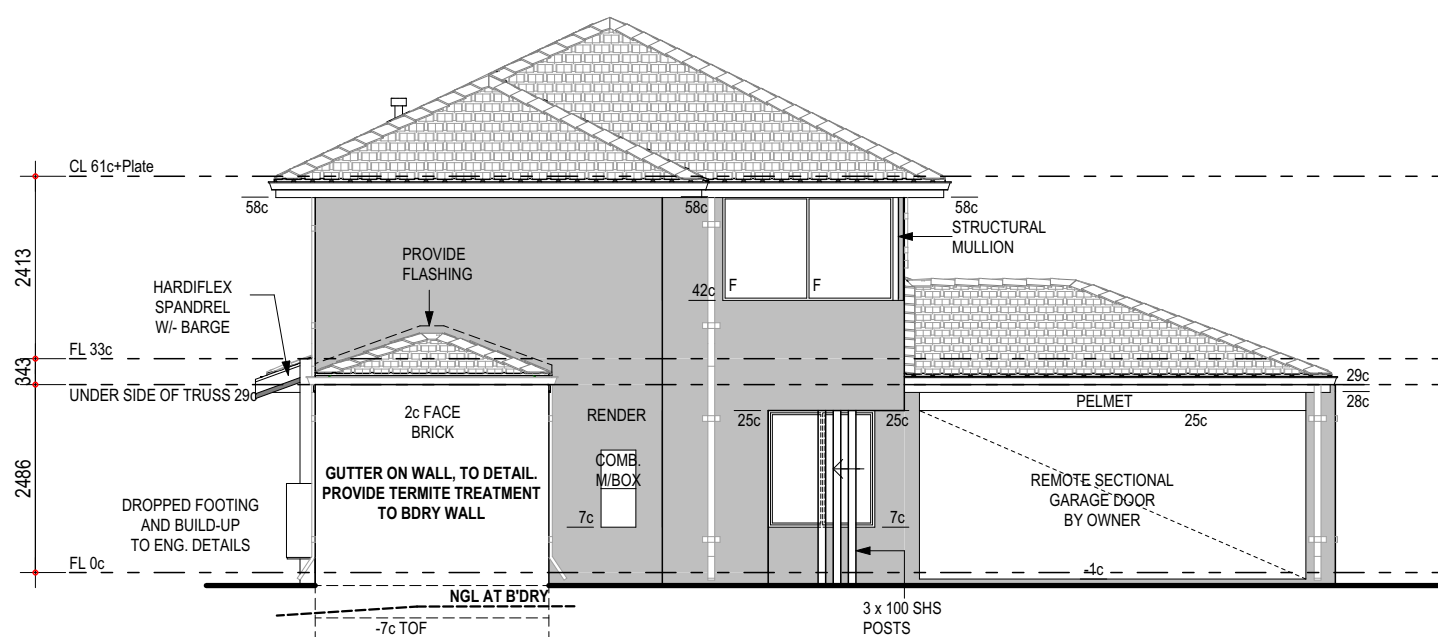 CL 61c+Plate
58c
58c
58c
STRUCTURAL
MULLION
PROVIDE
FLASHING
2413
HARDIFLEX
SPANDREL
W/- BARGE
F
F
42c
FL 33c
343
UNDER SIDE OF TRUSS 29c
29c
28c
PELMET
2c FACE
BRICK
RENDER
25c
25c
25c
GUTTER ON WALL, TO DETAIL.
PROVIDE TERMITE TREATMENT
TO BDRY WALL
COMB.
M/BOX
2486
REMOTE SECTIONAL
GARAGE DOOR
BY OWNER
DROPPED FOOTING
AND BUILD-UP
TO ENG. DETAILS
7c
7c
FL 0c
-1c
NGL AT B'DRY
-7c TOF
3 x 100 SHS
POSTS